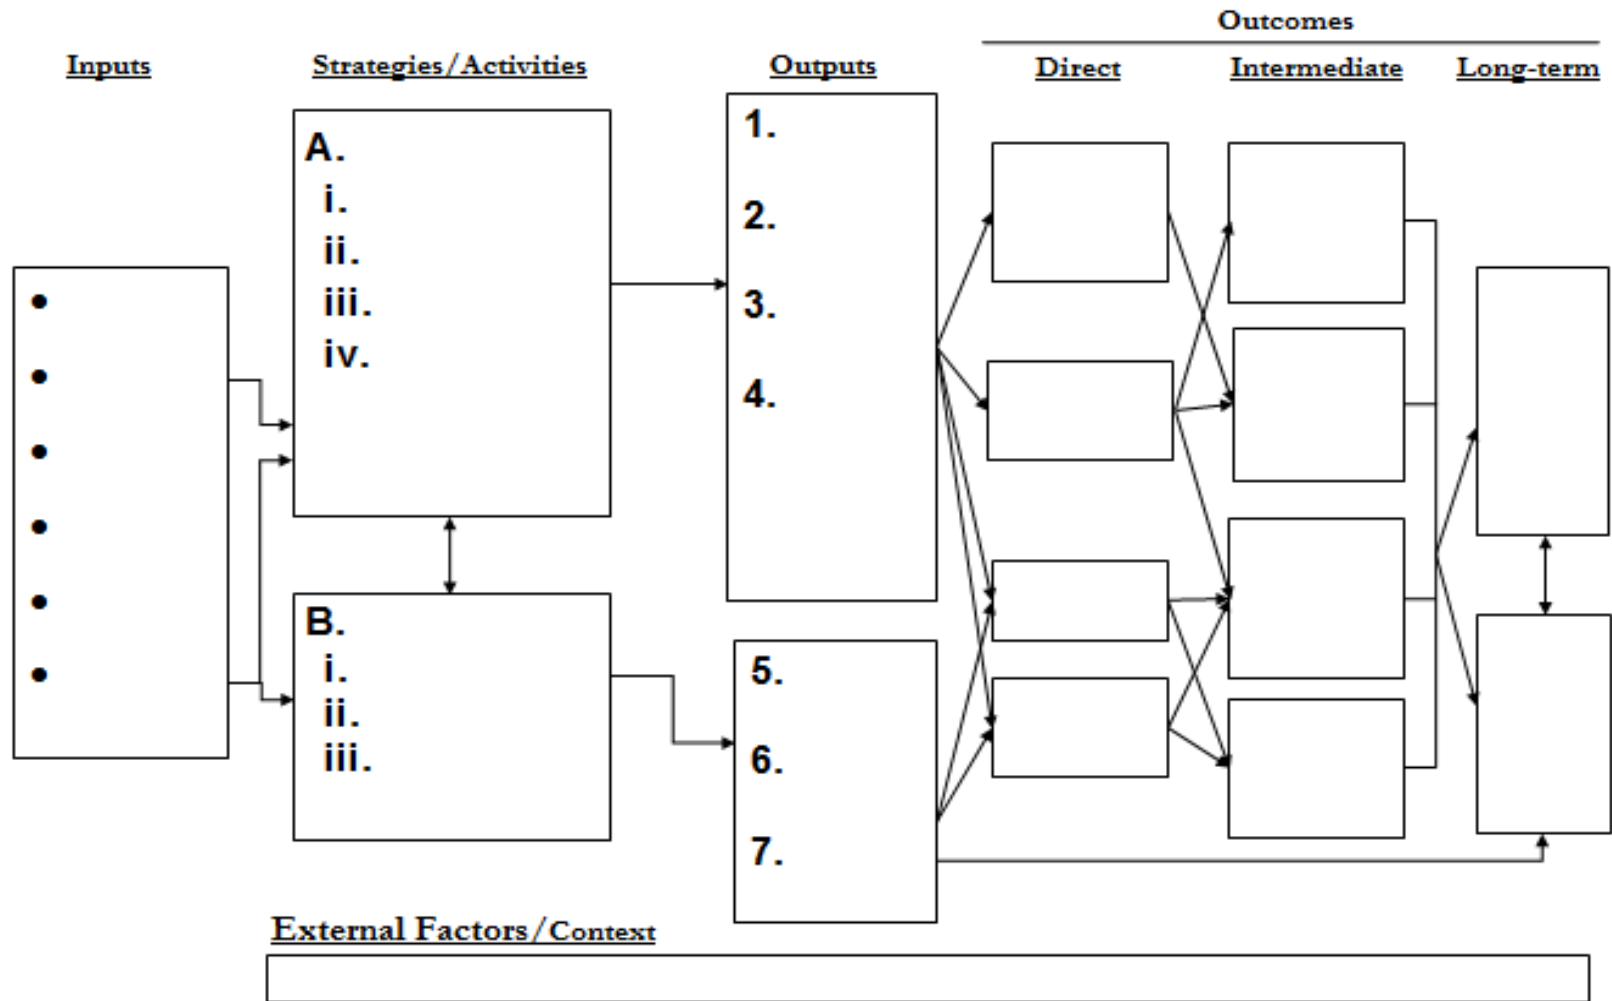 Outcomes
Inputs
Strategies/Activities
Outputs
Direct
Intermediate
Long-term
A.
i.
ii.
iii.
iv.
B.
i.
ii.
iii.
1.
2.
3.
4.
5.
6.
7.
External Factors/Context